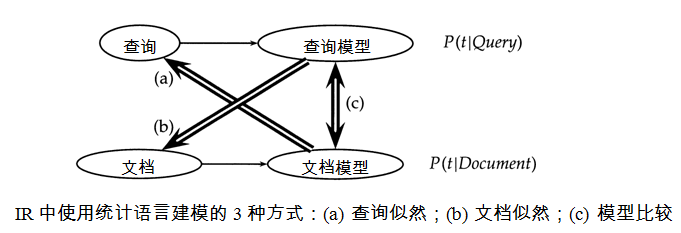 查询
查询模型
P(t|Query)
(a)
(b)
(c)
文档
文档模型
P(t|Document)
IR 中使用统计语言建模的 3 种方式：(a) 查询似然；(b) 文档似然；(c) 模型比较